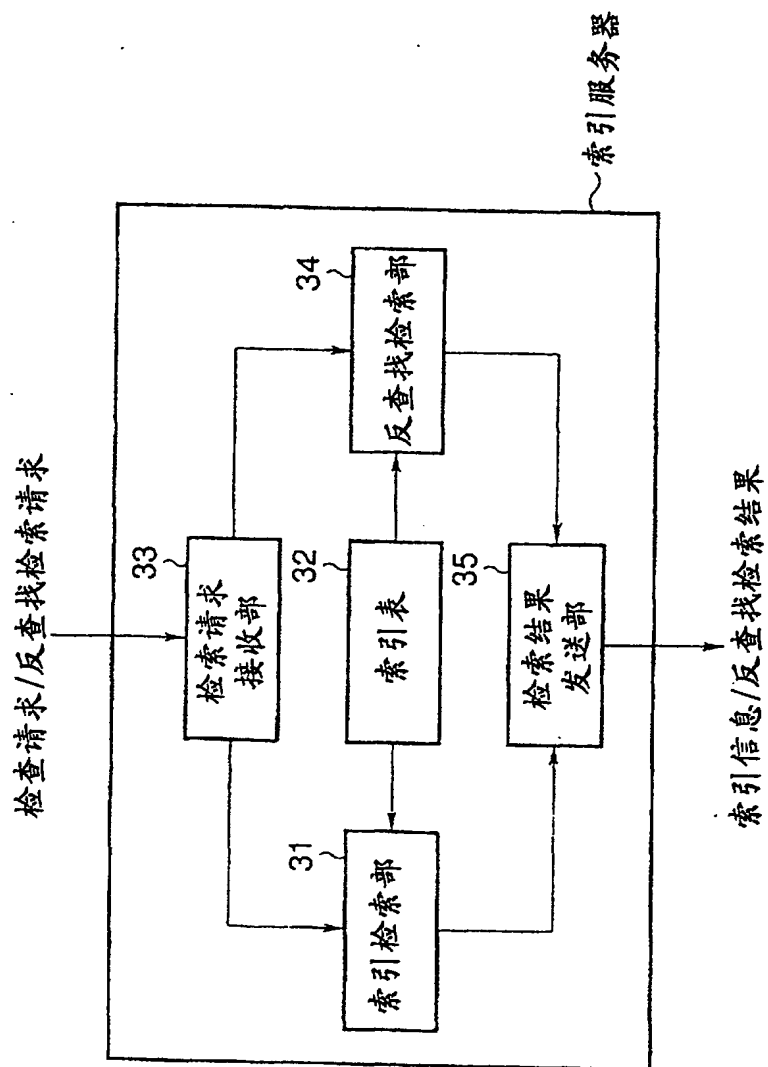 检查请求/反查找检索请求
33
检索请求
接收部
31
索引检索部
32
索引表
34
反查找检索部
35
检索结果
发送部
索引信息/反查找检索结果
索引服务器